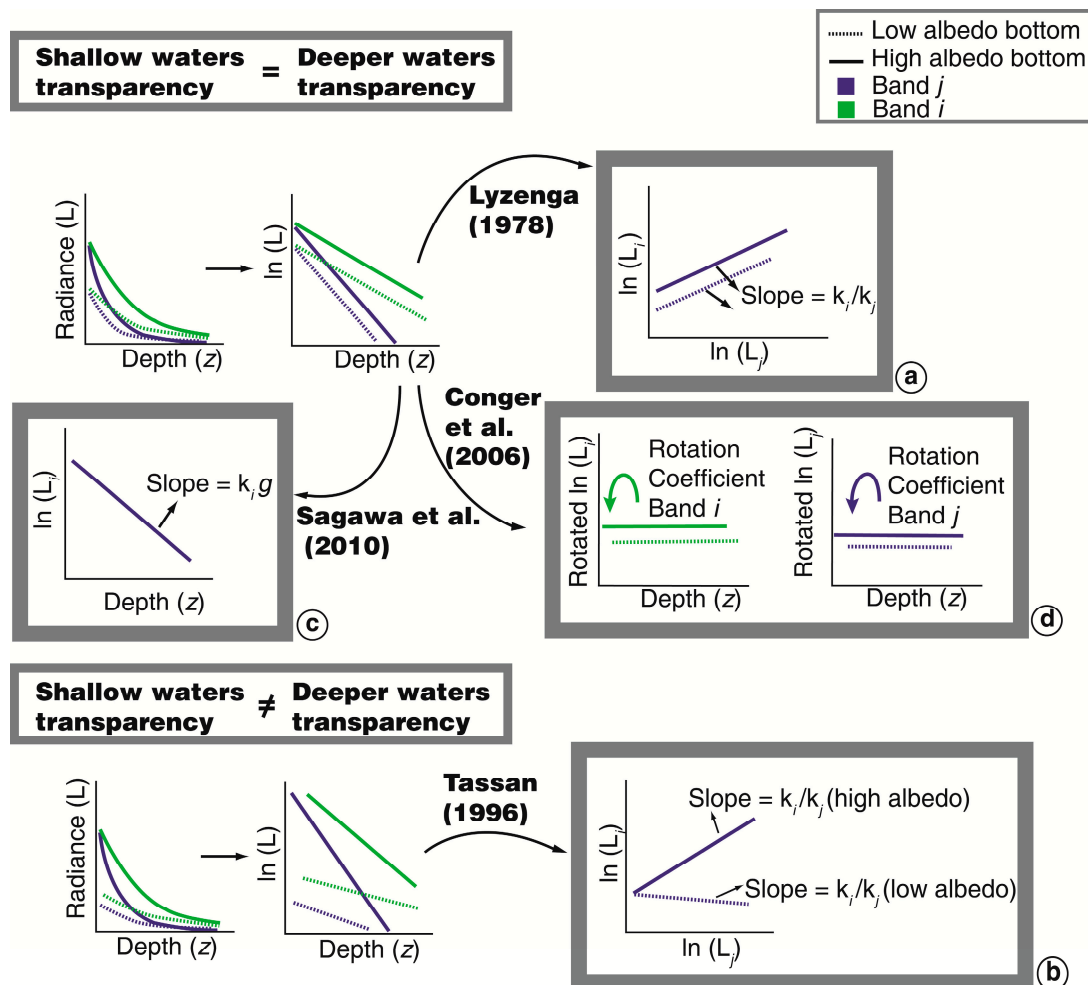 Low albedo bottom
High albedo bottom
Band j
Band i
Shallow waters transparency = Deeper waters transparency
Radiance (L)
Depth (z)
ln (L)
Depth (z)
Lyzenga
(1978)
ln (Li)
Slope = ki/kj
ln (Lj)
a
Conger
et al.
(2006)
Sagawa et al.
(2010)
ln (Li)
Slope = ki g
Depth (z)
c
Rotated ln (Li)
Rotation
Coefficient
Band i
Depth (z)
Rotated ln (Lj)
Rotation
Coefficient
Band j
Depth (z)
d
Shallow waters transparency ≠ Deeper waters transparency
Radiance (L)
Depth (z)
ln (L)
Depth (z)
Tassan
(1996)
ln (Li)
Slope = ki/kj (high albedo)
Slope = ki/kj (low albedo)
ln (Lj)
b